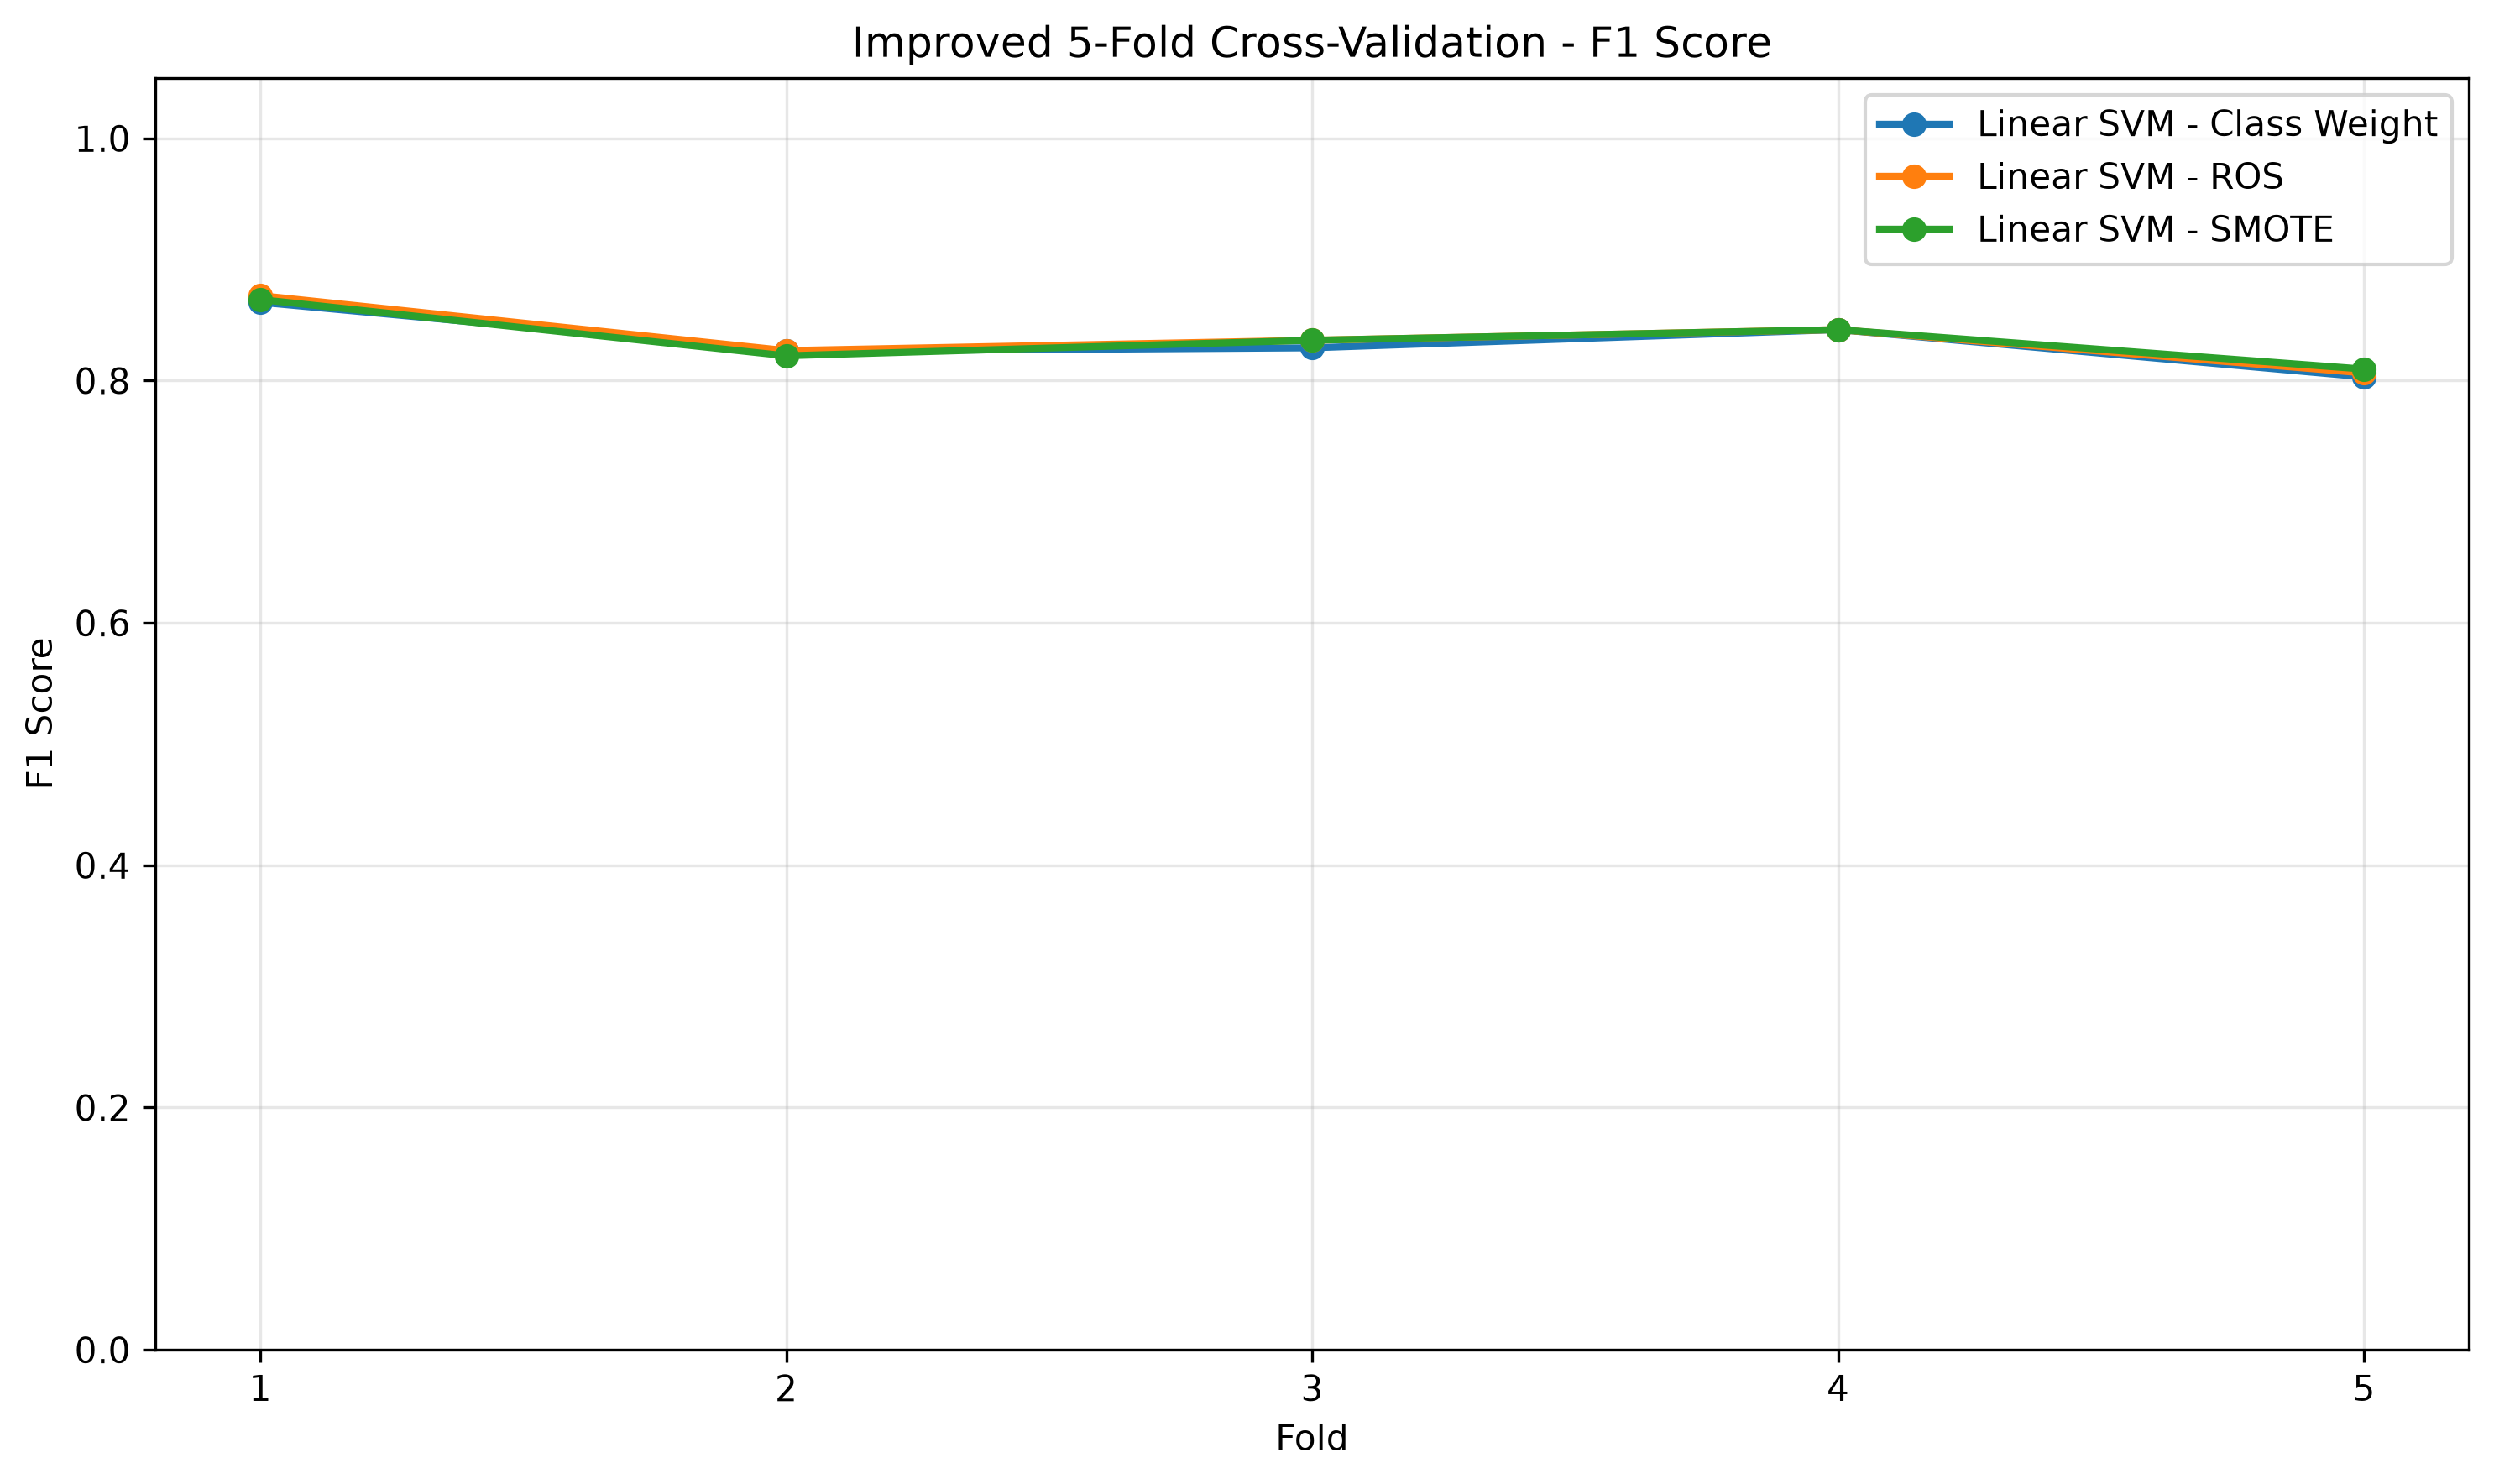 Improved 5-Fold Cross-Validation - F1 Score
Linear SVM - Class Weight
Linear SVM - ROS
Linear SVM - SMOTE
1.0
0.8
0.6
0.4
0.2
0.0
F1 Score
1 2 3 4 5
Fold